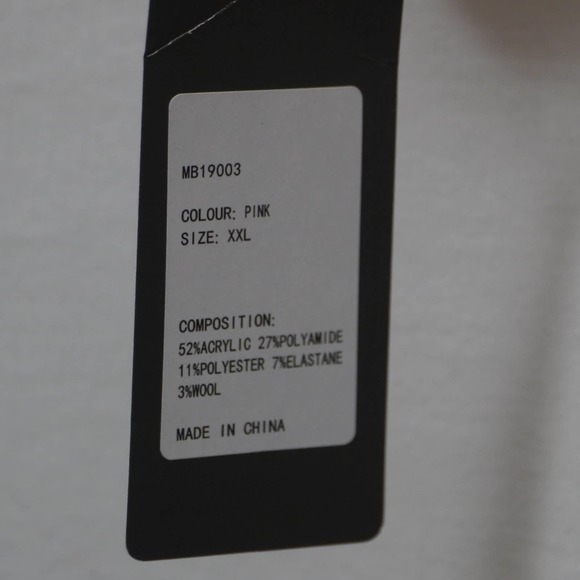 MB19003
COLOUR: PINK
SIZE: XXL
COMPOSITION:
52%ACRYLIC 27%POLYAMIDE
11%POLYESTER 7%ELASTANE
3%WOOL
MADE IN CHINA